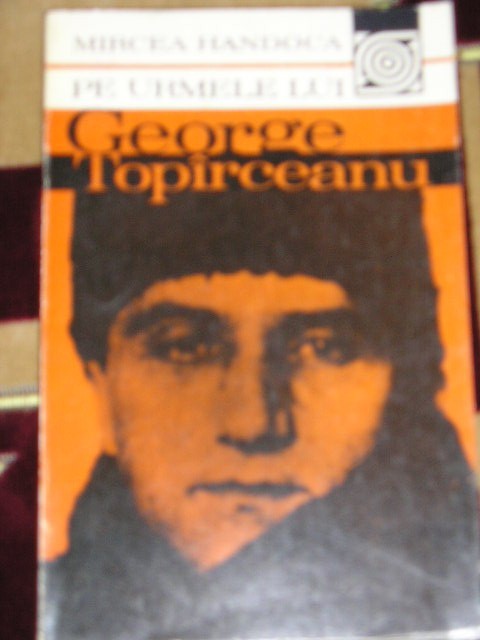 MIRCEA HANDOCA
PE URMELE LUI
George
Topîrceanu